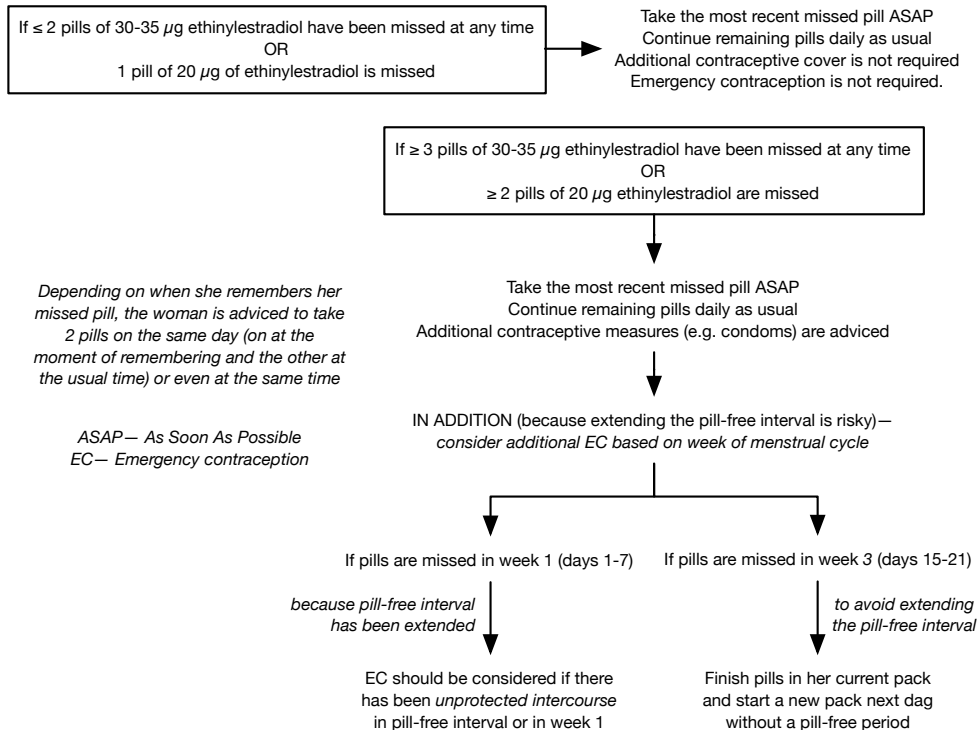 If ≤ 2 pills of 30-35 µg ethinylestradiol have been missed at any time
OR
1 pill of 20 µg of ethinylestradiol is missed
Take the most recent missed pill ASAP
Continue remaining pills daily as usual
Additional contraceptive cover is not required
Emergency contraception is not required.
If ≥ 3 pills of 30-35 µg ethinylestradiol have been missed at any time
OR
≥ 2 pills of 20 µg ethinylestradiol are missed
Depending on when she remembers her
missed pill, the woman is adviced to take
2 pills on the same day (on at the
moment of remembering and the other at
the usual time) or even at the same time
ASAP— As Soon As Possible
EC— Emergency contraception
Take the most recent missed pill ASAP
Continue remaining pills daily as usual
Additional contraceptive measures (e.g. condoms) are adviced
IN ADDITION (because extending the pill-free interval is risky)—
consider additional EC based on week of menstrual cycle
If pills are missed in week 1 (days 1-7)
because pill-free interval
has been extended
EC should be considered if there
has been unprotected intercourse
in pill-free interval or in week 1
If pills are missed in week 3 (days 15-21)
to avoid extending
the pill-free interval
Finish pills in her current pack
and start a new pack next dag
without a pill-free period